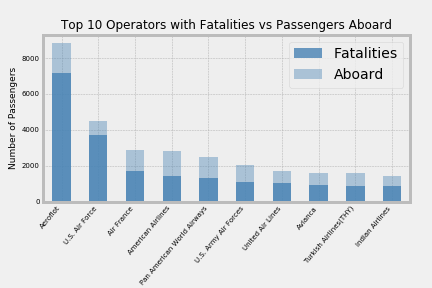 Top 10 Operators with Fatalities vs Passengers Aboard
Fatalities
Aboard
Number of Passengers
8000
6000
4000
2000
0
Aeroflot
U.S. Air Force
Air France
American Airlines
Pan American World Airways
U.S. Army Air Forces
United Air Lines
Avianca
Turkish Airlines(THY)
Indian Airlines